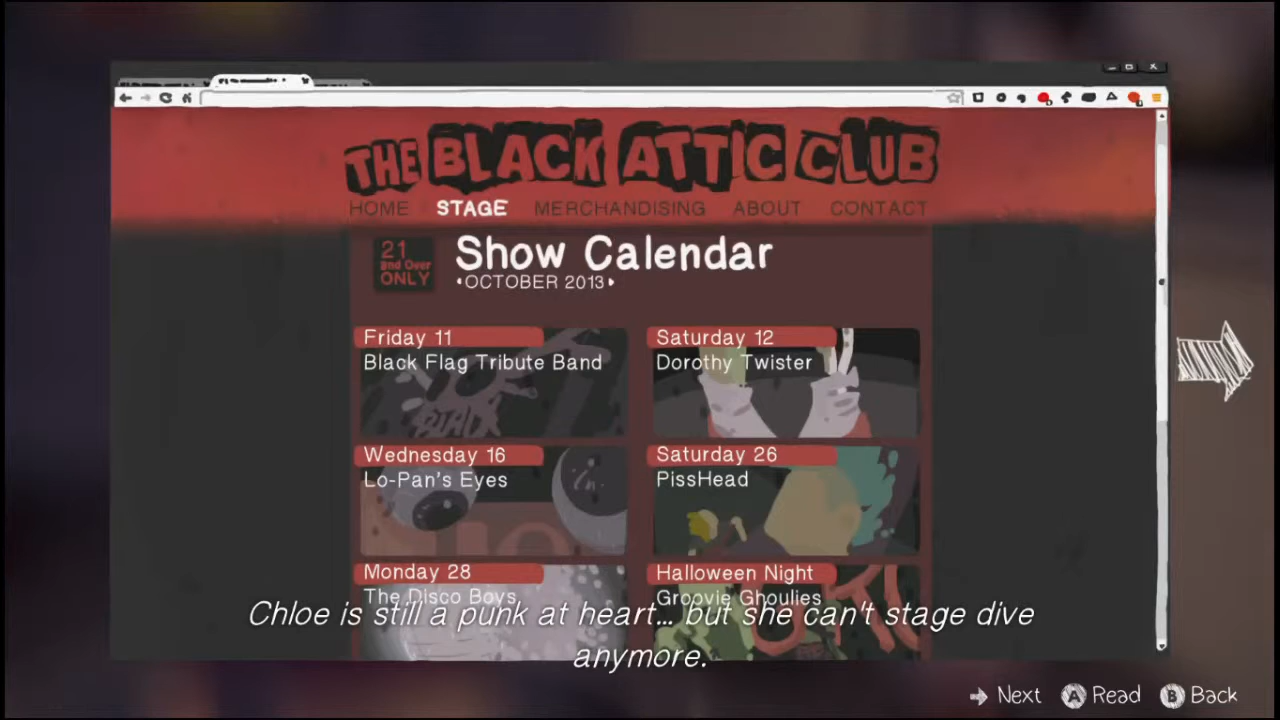 THE BLACK ATTIC CLUB
HOME STAGE MERCHANDISING ABOUT CONTACT
21
and Over
ONLY
Show Calendar
OCTOBER 2013
Friday 11
Black Flag Tribute Band
Saturday 12
Dorothy Twister
Wednesday 16
Lo-Pan's Eyes
Saturday 26
PissHead
Monday 28
The Disco Boys
Halloween Night
Groovie Ghoulies
Chloe is still a punk at heart... but she can't stage dive
anymore.
Next A Read B Back